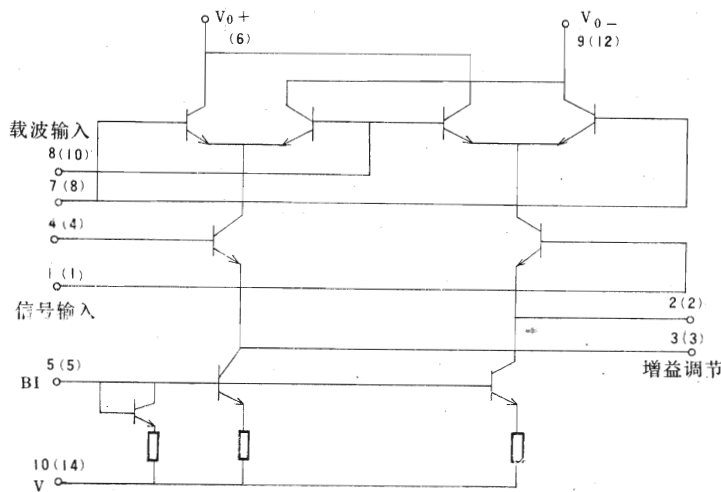 V₀+
(6)
V₀−
9(12)
载波输入
8(10)
7(8)
4(4)
1(1)
信号输入
2(2)
3(3)
增益调节
5(5)
BI
10(14)
V